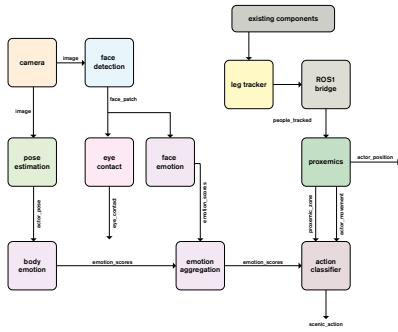 existing components
camera
image
face
detection
leg tracker
ROS1
bridge
image
face_patch
people_tracked
pose
estimation
eye
contact
face
emotion
proxemics
actor_position
actor_pose
eye_contact
emotion_scores
proxemic_zone
actor_movement
body
emotion
emotion_scores
emotion
aggregation
emotion_scores
action
classifier
scenic_action